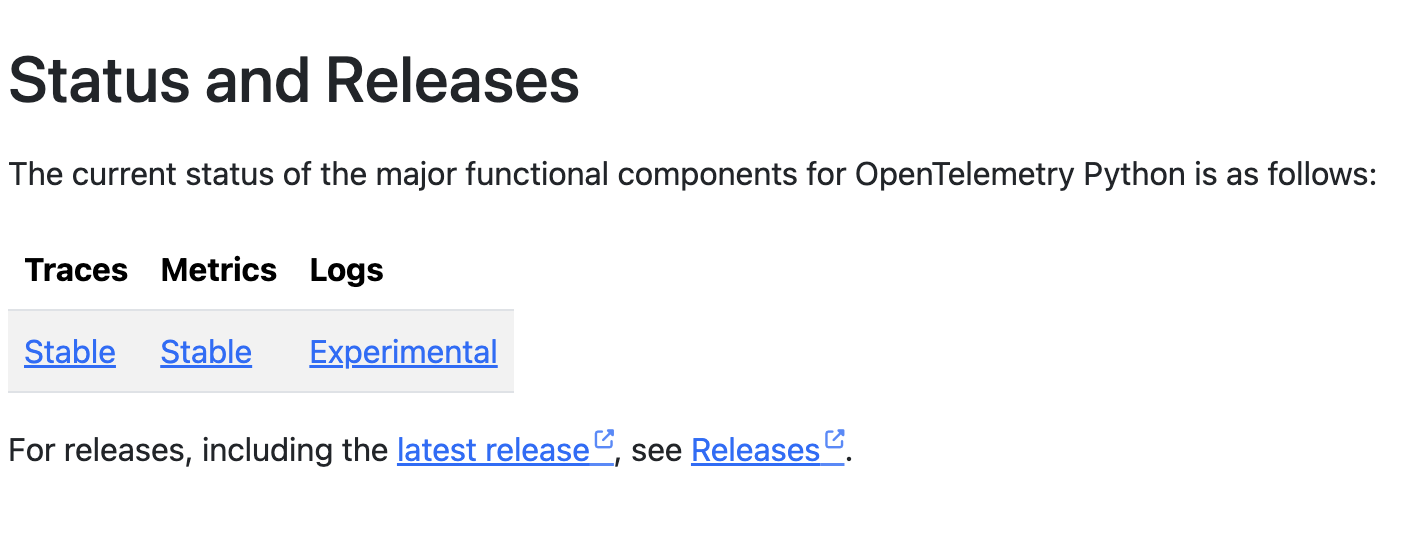 Status and Releases
The current status of the major functional components for OpenTelemetry Python is as follows:
Traces Metrics Logs
Stable Stable Experimental
For releases, including the latest release, see Releases.